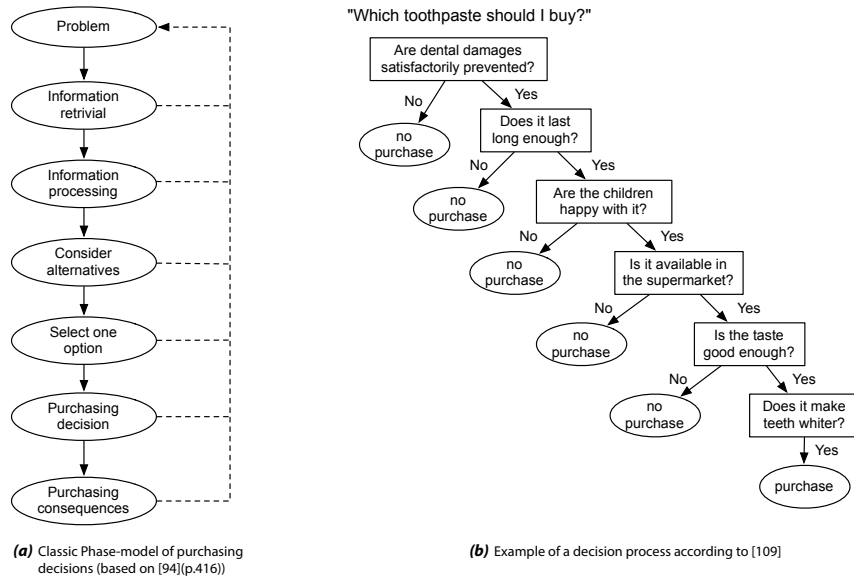 Problem
Information
retrivial
Information
processing
Consider
alternatives
Select one
option
Purchasing
decision
Purchasing
consequences
(a) Classic Phase-model of purchasing
decisions (based on [94](p.416))
"Which toothpaste should I buy?"
Are dental damages
satisfactorily prevented?
No
Yes
no
purchase
Does it last
long enough?
No
Yes
no
purchase
Are the children
happy with it?
No
Yes
no
purchase
Is it available in
the supermarket?
No
Yes
no
purchase
Is the taste
good enough?
No
Yes
no
purchase
Does it make
teeth whiter?
Yes
purchase
(b) Example of a decision process according to [109]